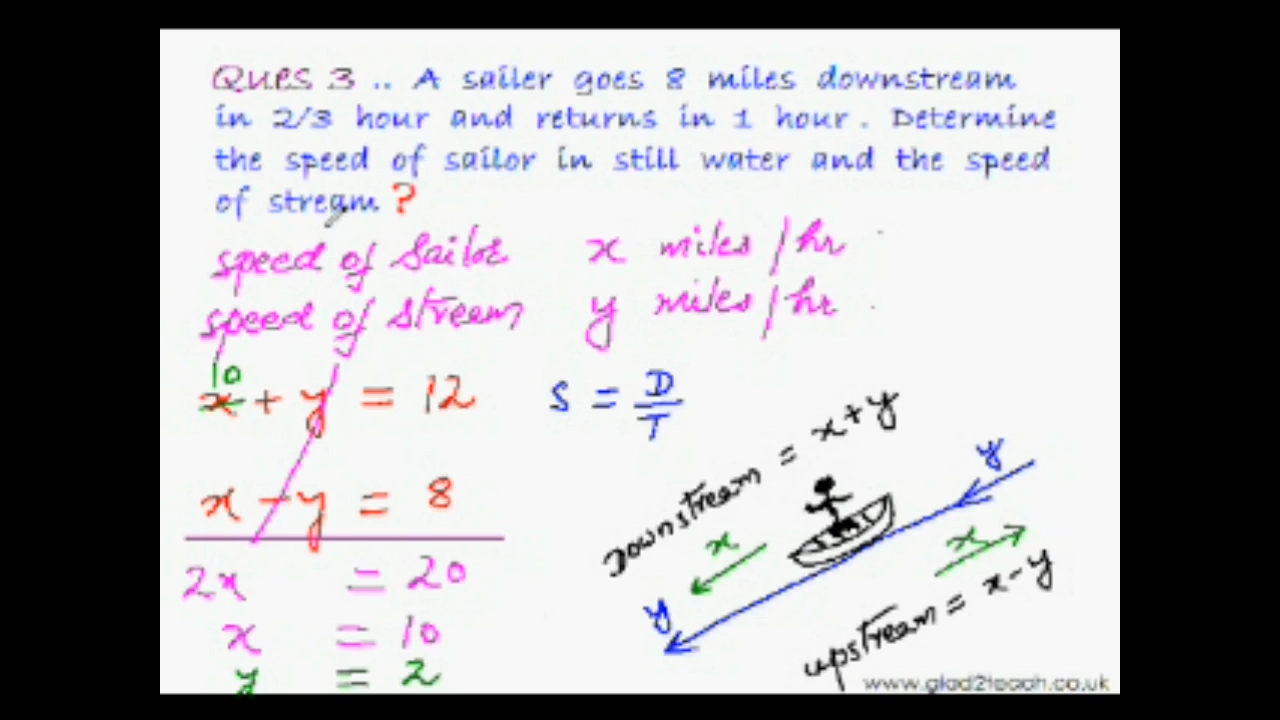 QUES 3 .. A sailer goes 8 miles downstream
in 2/3 hour and returns in 1 hour. Determine
the speed of sailor in still water and the speed
of stream ?
speed of sailor x miles/hr
speed of stream y miles/hr
10
x + y = 12
S = D/T
x - y = 8
2x = 20
x = 10
y = 2
Downstream = x+y
y
x
x
y
upstream = x-y
www.glad2teach.co.uk